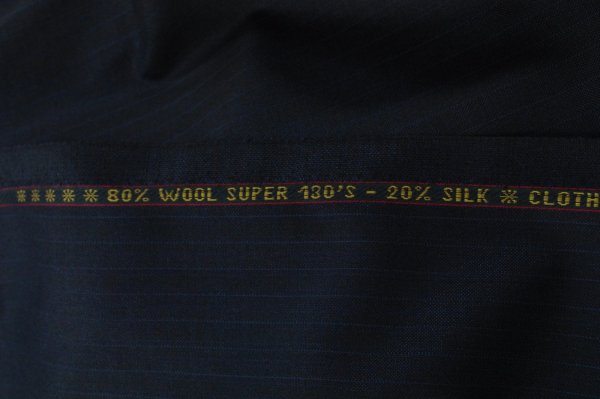 ***** 80% WOOL SUPER 130'S - 20% SILK * CLOTH